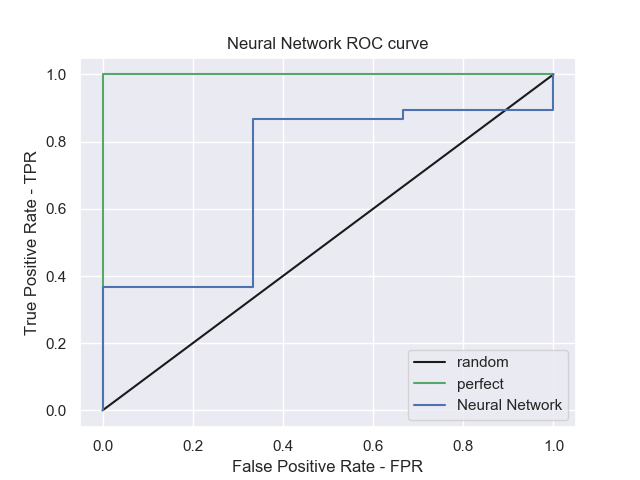 Neural Network ROC curve
True Positive Rate - TPR
1.0
0.8
0.6
0.4
0.2
0.0
0.0 0.2 0.4 0.6 0.8 1.0
False Positive Rate - FPR
random
perfect
Neural Network